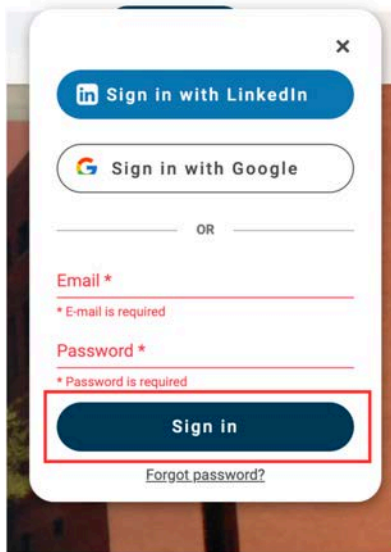 ×
in Sign in with LinkedIn
G Sign in with Google
OR
Email *
* E-mail is required
Password *
* Password is required
Sign in
Forgot password?